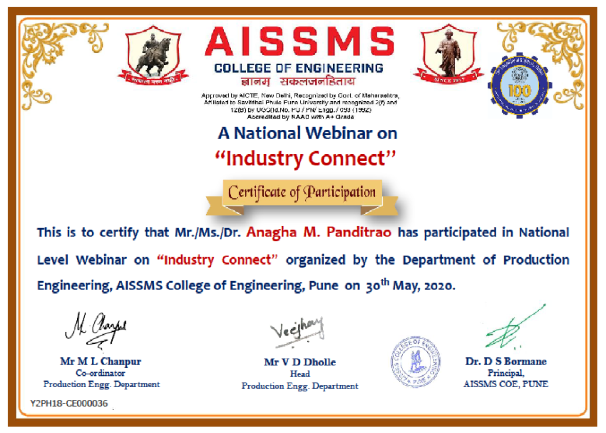 AISSMS
COLLEGE OF ENGINEERING
ज्ञानम् सकलजनहिताय
Approved by AICTE, New Delhi, Recognized by Govt. of Maharashtra,
Affiliated to Savitribai Phule Pune University and recognized 2(f) and
12(B) by UGC(Id.No. PU / PN/ Engg. / 093 (1992)
Accredited by NAAC with A+ Grade
A National Webinar on
“Industry Connect”
Certificate of Participation
This is to certify that Mr./Ms./Dr. Anagha M. Panditrao has participated in National
Level Webinar on “Industry Connect” organized by the Department of Production
Engineering, AISSMS College of Engineering, Pune on 30th May, 2020.
Mr M L Chanpur
Co-ordinator
Production Engg. Department
Mr V D Dholle
Head
Production Engg. Department
Dr. D S Bormane
Principal,
AISSMS COE, PUNE
Y2PH18-CE000036
SINCE 1917
100